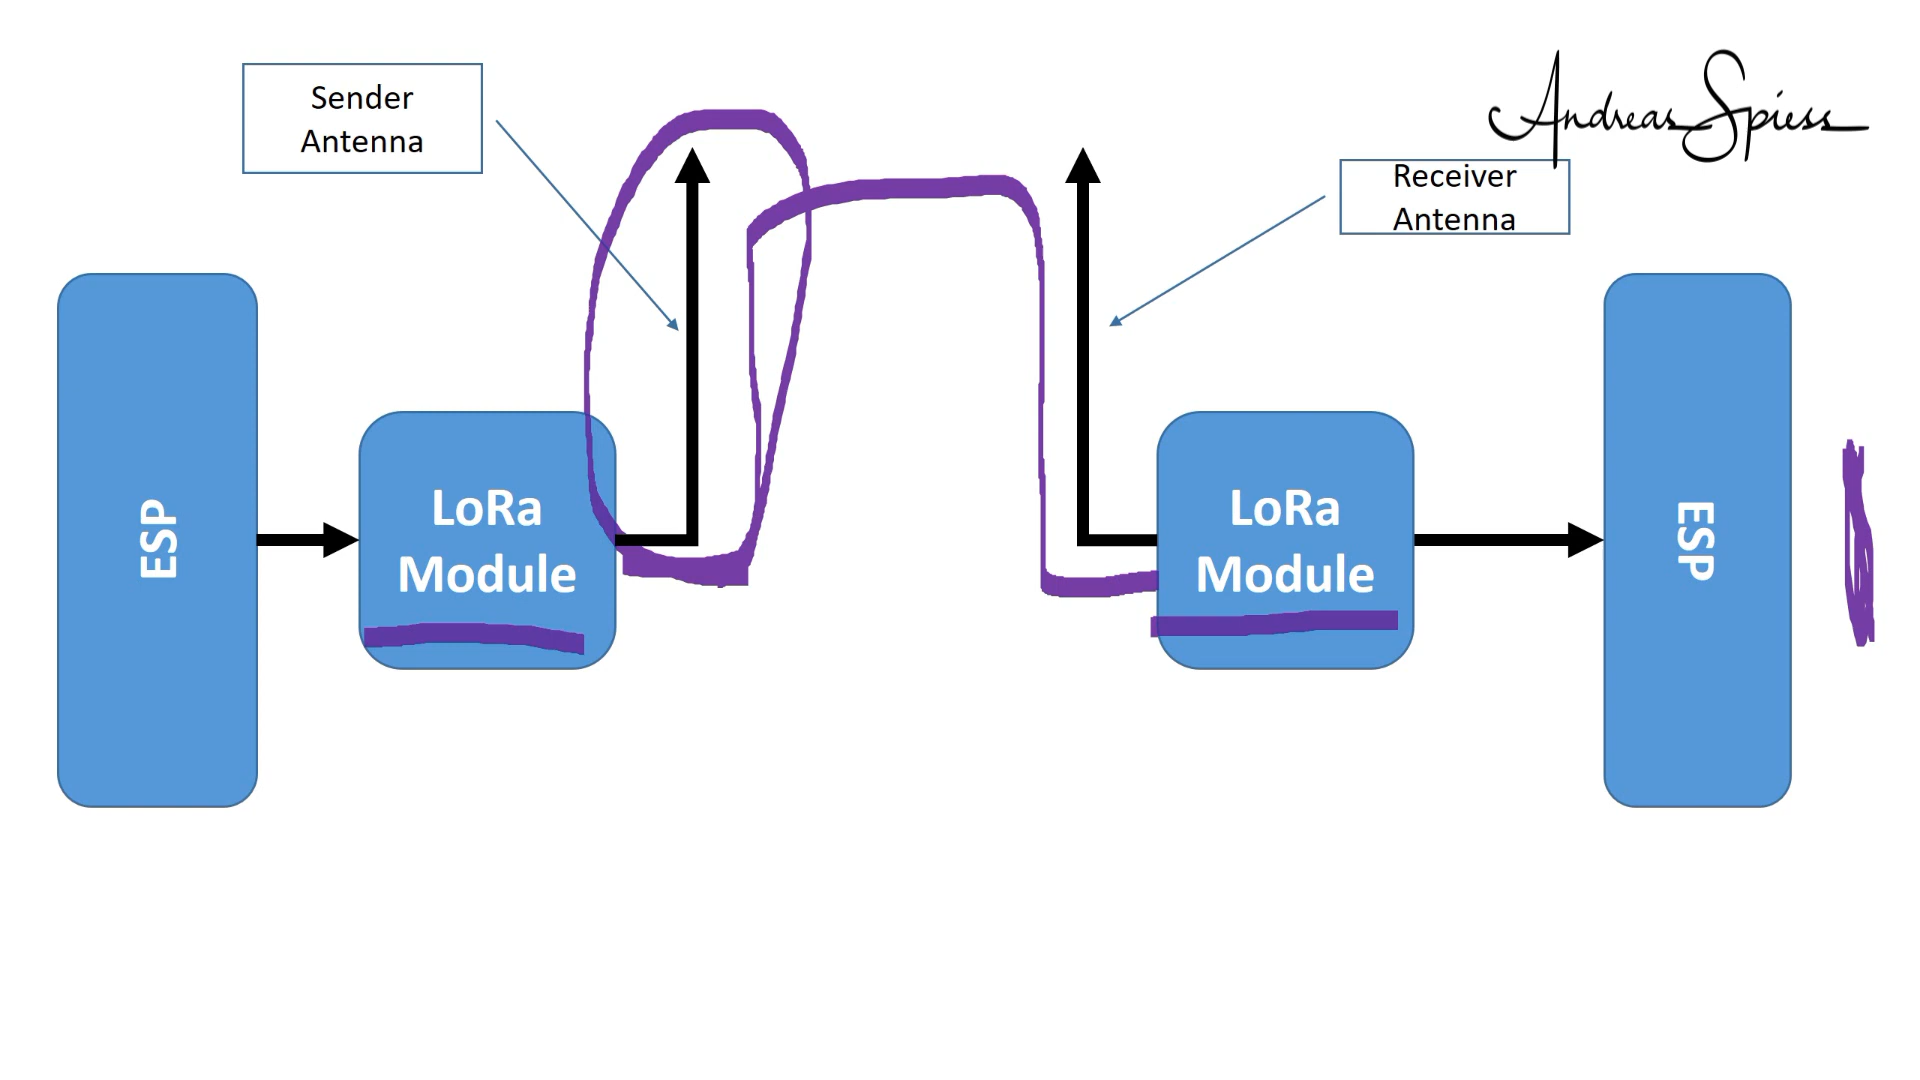 Sender
Antenna
Andreas Spiess
Receiver
Antenna
ESP
LoRa
Module
LoRa
Module
ESP